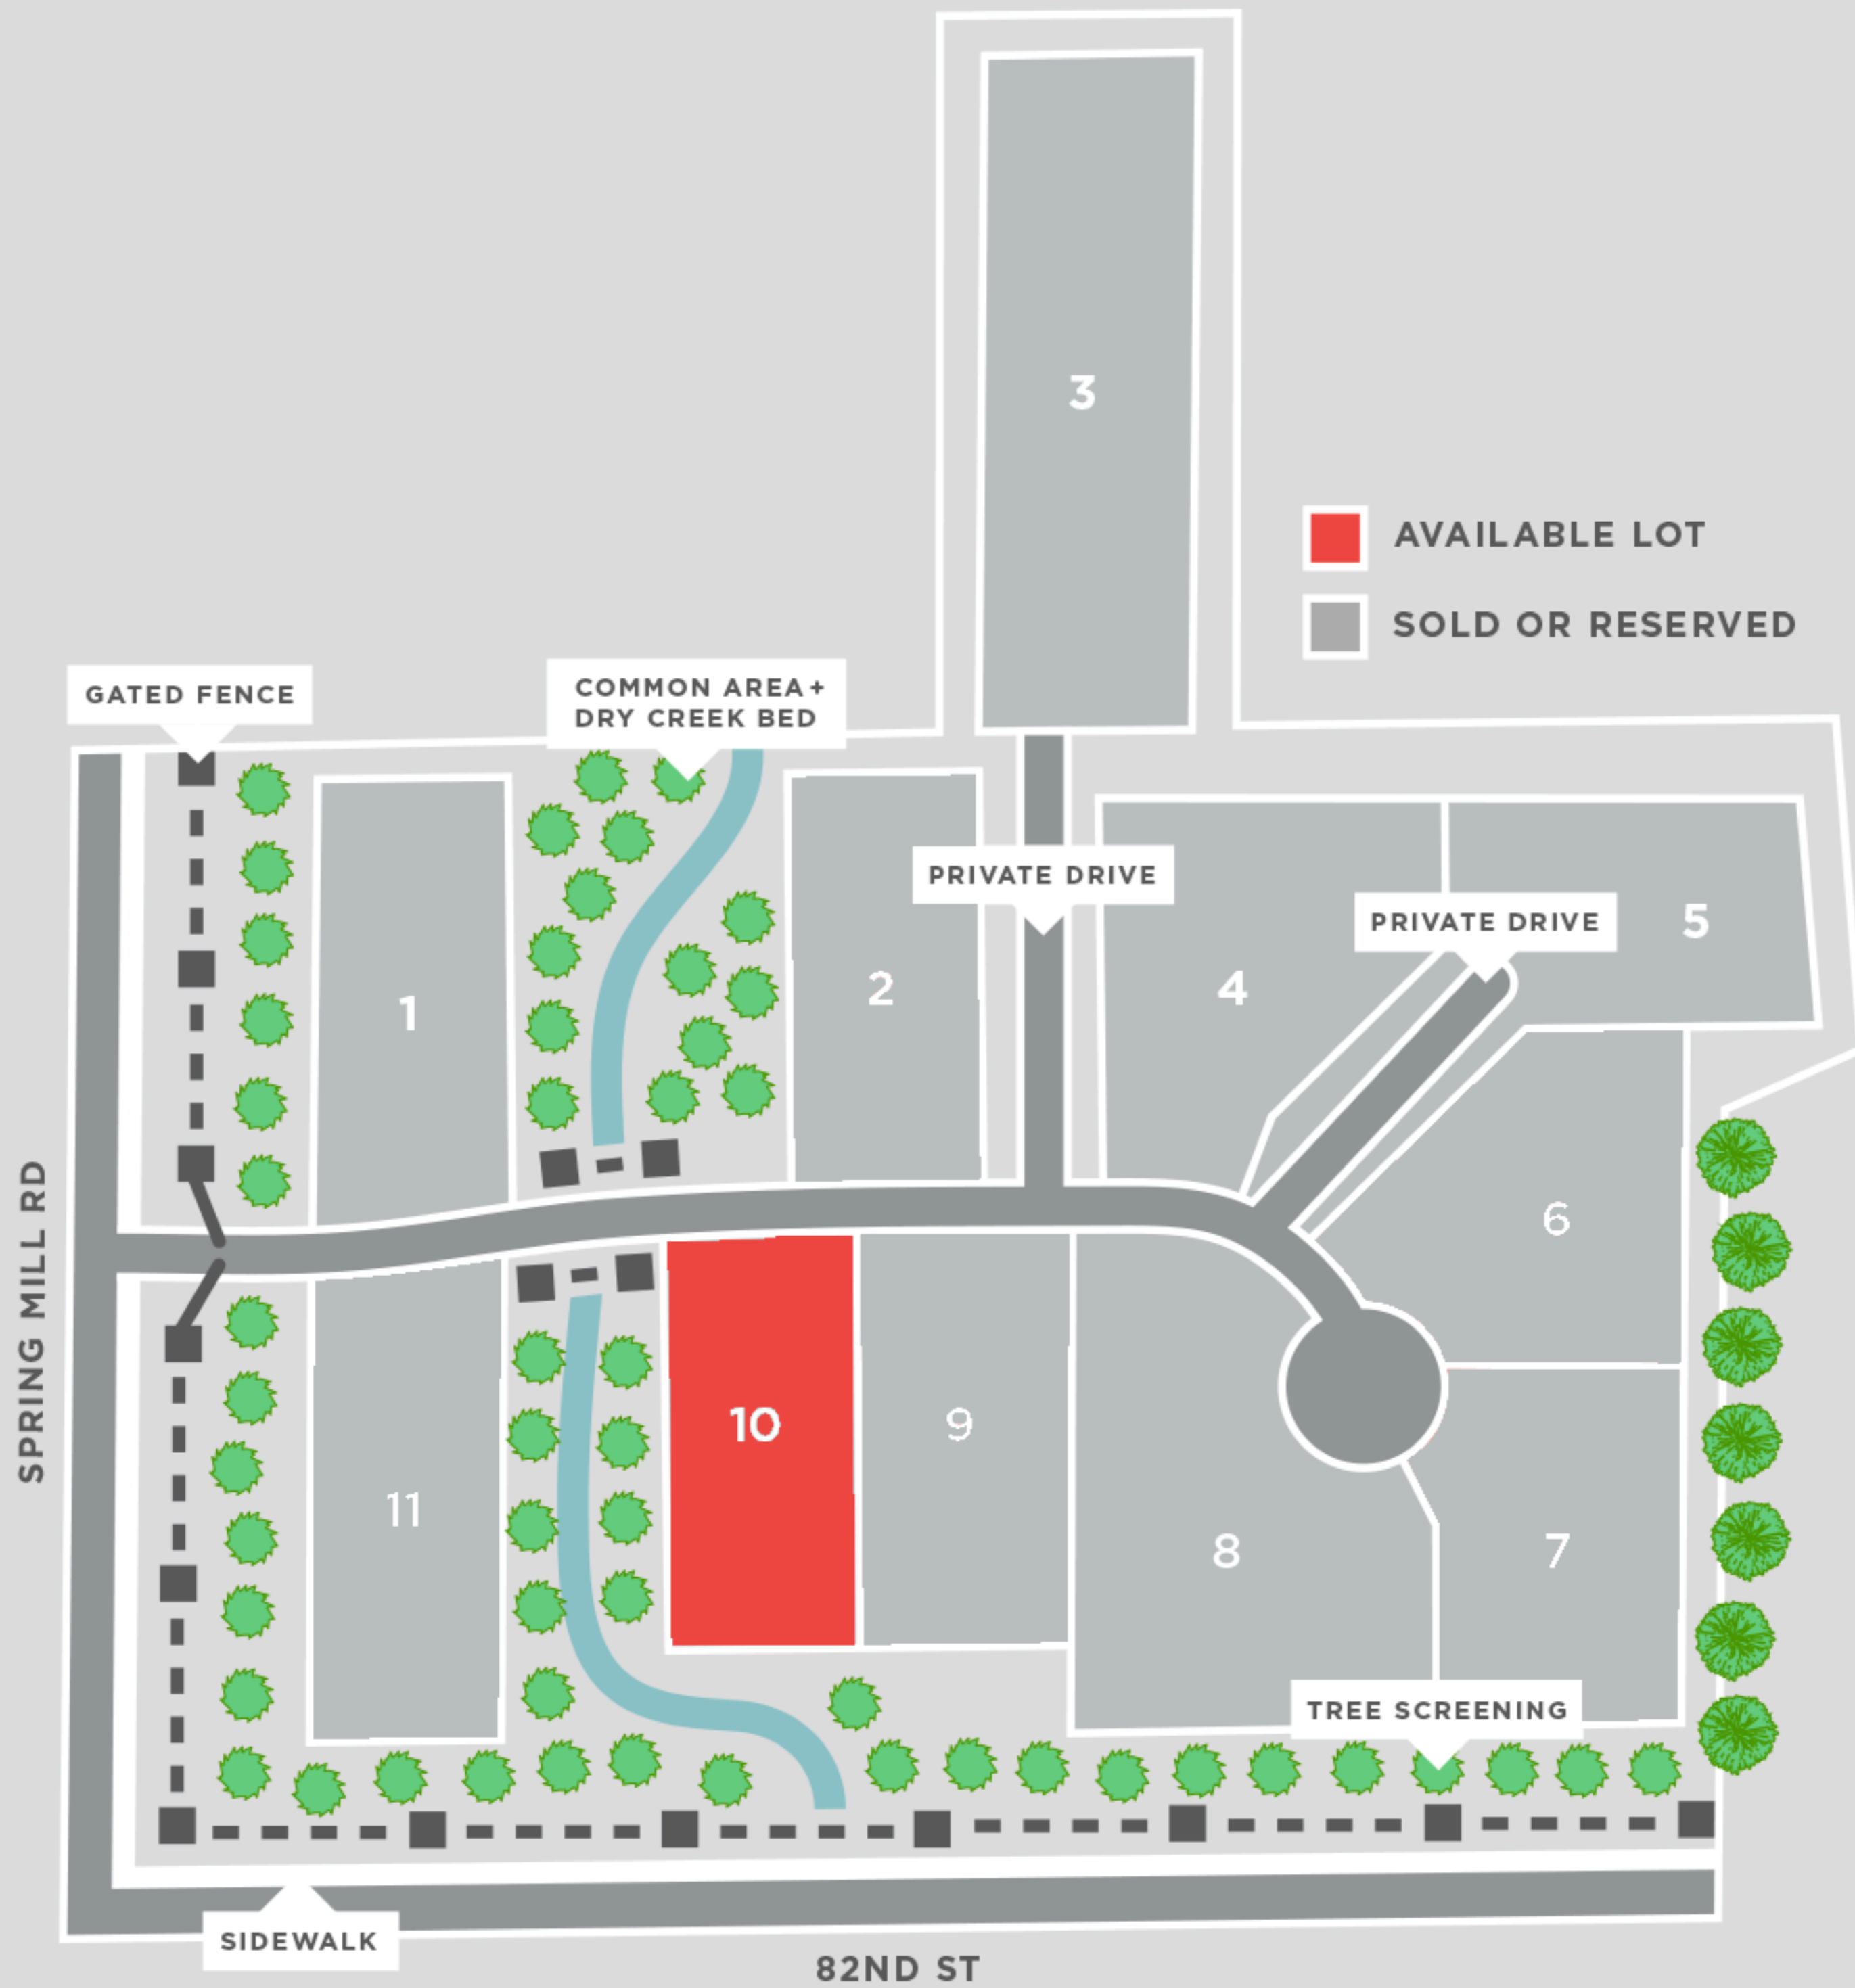 3
AVAILABLE LOT
SOLD OR RESERVED
GATED FENCE
COMMON AREA+
DRY CREEK BED
PRIVATE DRIVE
PRIVATE DRIVE
5
4
2
1
6
SPRING MILL RD
10
9
11
8
7
TREE SCREENING
SIDEWALK
82ND ST